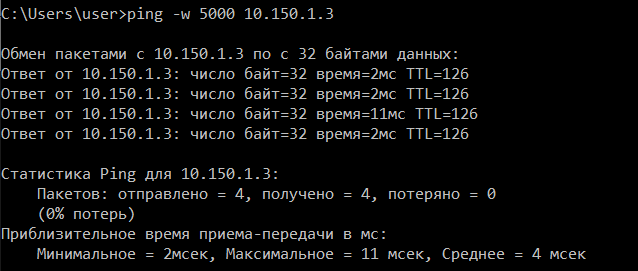 C:\Users\user>ping -w 5000 10.150.1.3
Обмен пакетами с 10.150.1.3 по с 32 байтами данных:
Ответ от 10.150.1.3: число байт=32 время=2мс TTL=126
Ответ от 10.150.1.3: число байт=32 время=2мс TTL=126
Ответ от 10.150.1.3: число байт=32 время=11мс TTL=126
Ответ от 10.150.1.3: число байт=32 время=2мс TTL=126
Статистика Ping для 10.150.1.3:
Пакетов: отправлено = 4, получено = 4, потеряно = 0
(0% потерь)
Приблизительное время приема-передачи в мс:
Минимальное = 2мсек, Максимальное = 11 мсек, Среднее = 4 мсек